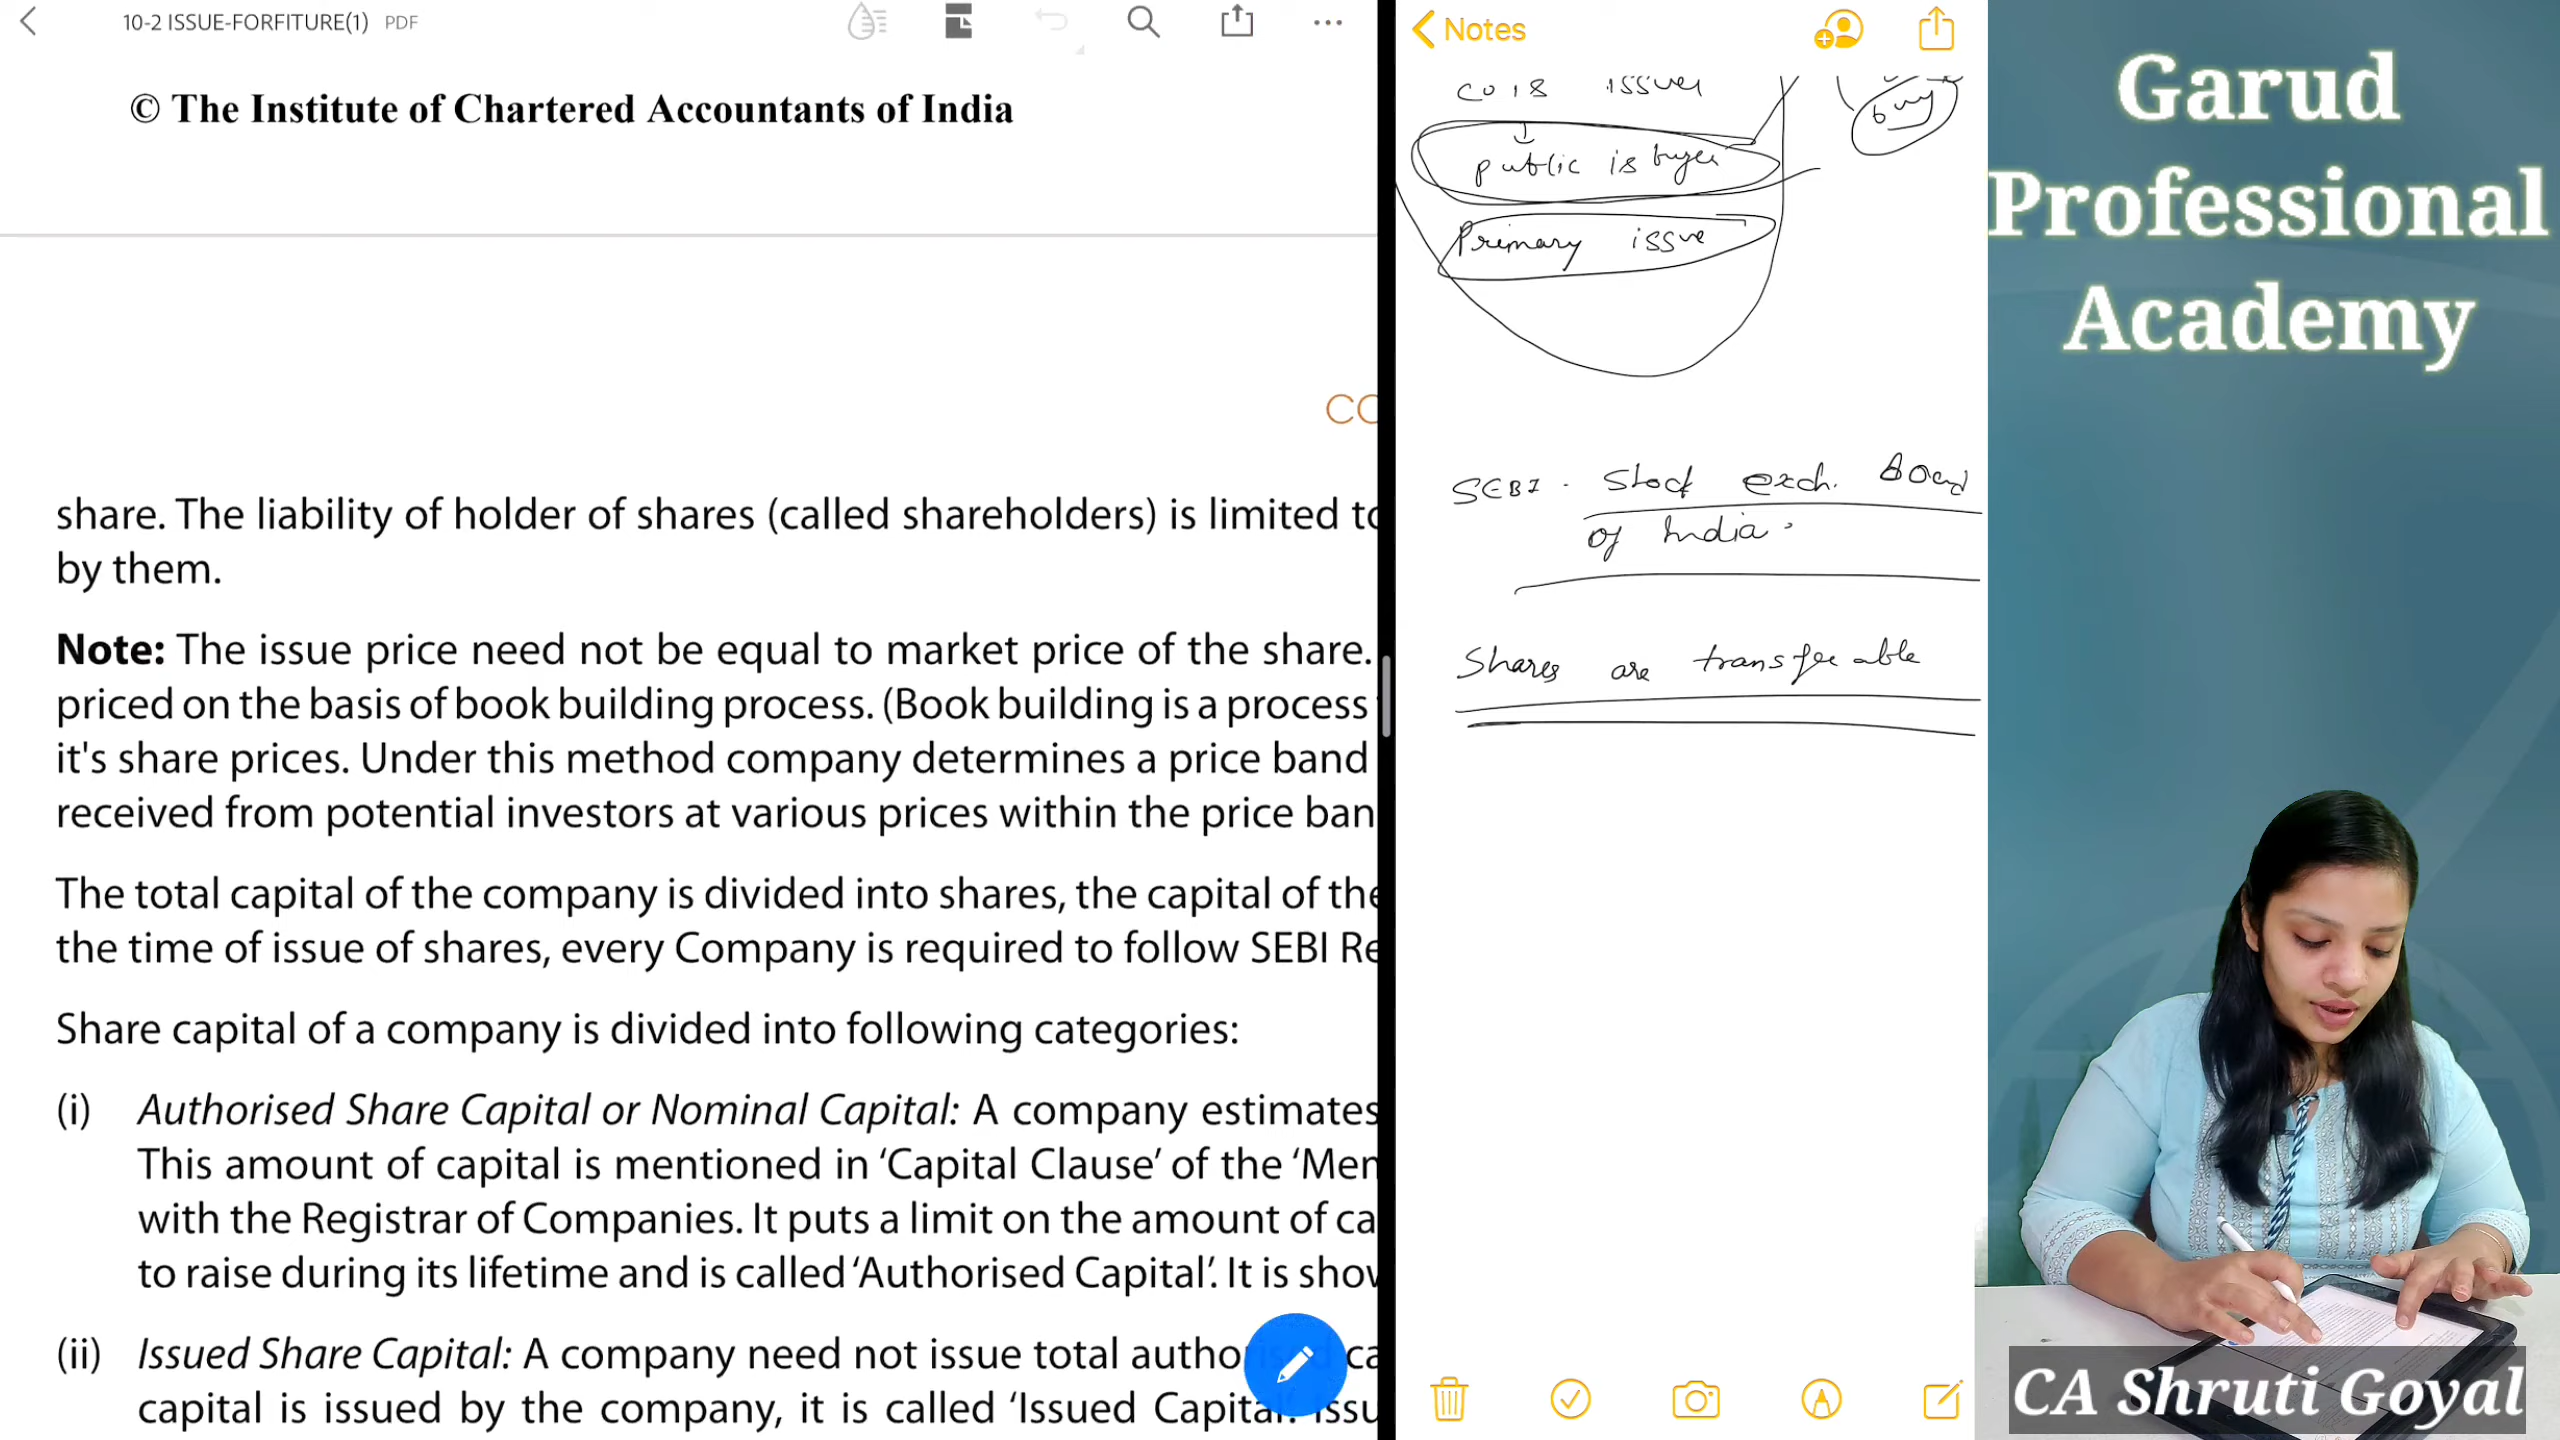 10-2 ISSUE-FORFITURE(1) PDF
© The Institute of Chartered Accountants of India
CO
share. The liability of holder of shares (called shareholders) is limited to
by them.
Note: The issue price need not be equal to market price of the share.
priced on the basis of book building process. (Book building is a process
it's share prices. Under this method company determines a price band
received from potential investors at various prices within the price ban
The total capital of the company is divided into shares, the capital of the
the time of issue of shares, every Company is required to follow SEBI Re
Share capital of a company is divided into following categories:
(i) Authorised Share Capital or Nominal Capital: A company estimates
This amount of capital is mentioned in ‘Capital Clause’ of the ‘Mem
with the Registrar of Companies. It puts a limit on the amount of ca
to raise during its lifetime and is called ‘Authorised Capital’. It is show
(ii) Issued Share Capital: A company need not issue total authorised ca
capital is issued by the company, it is called ‘Issued Capital’. Issu
Notes
co is issuer
buy
public is buyer
Primary issue
SEBI - Stock exch. Board
of India.
Shares are transferable
Garud
Professional
Academy
CA Shruti Goyal